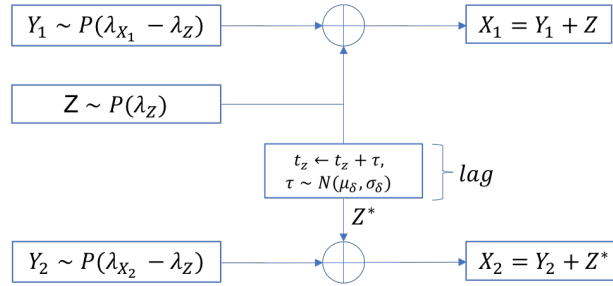 Y₁ ~ P(λ_{X₁} − λ_Z)
X₁ = Y₁ + Z
Z ~ P(λ_Z)
t_z ← t_z + τ,
τ ~ N(μ_δ, σ_δ)
lag
Z*
Y₂ ~ P(λ_{X₂} − λ_Z)
X₂ = Y₂ + Z*